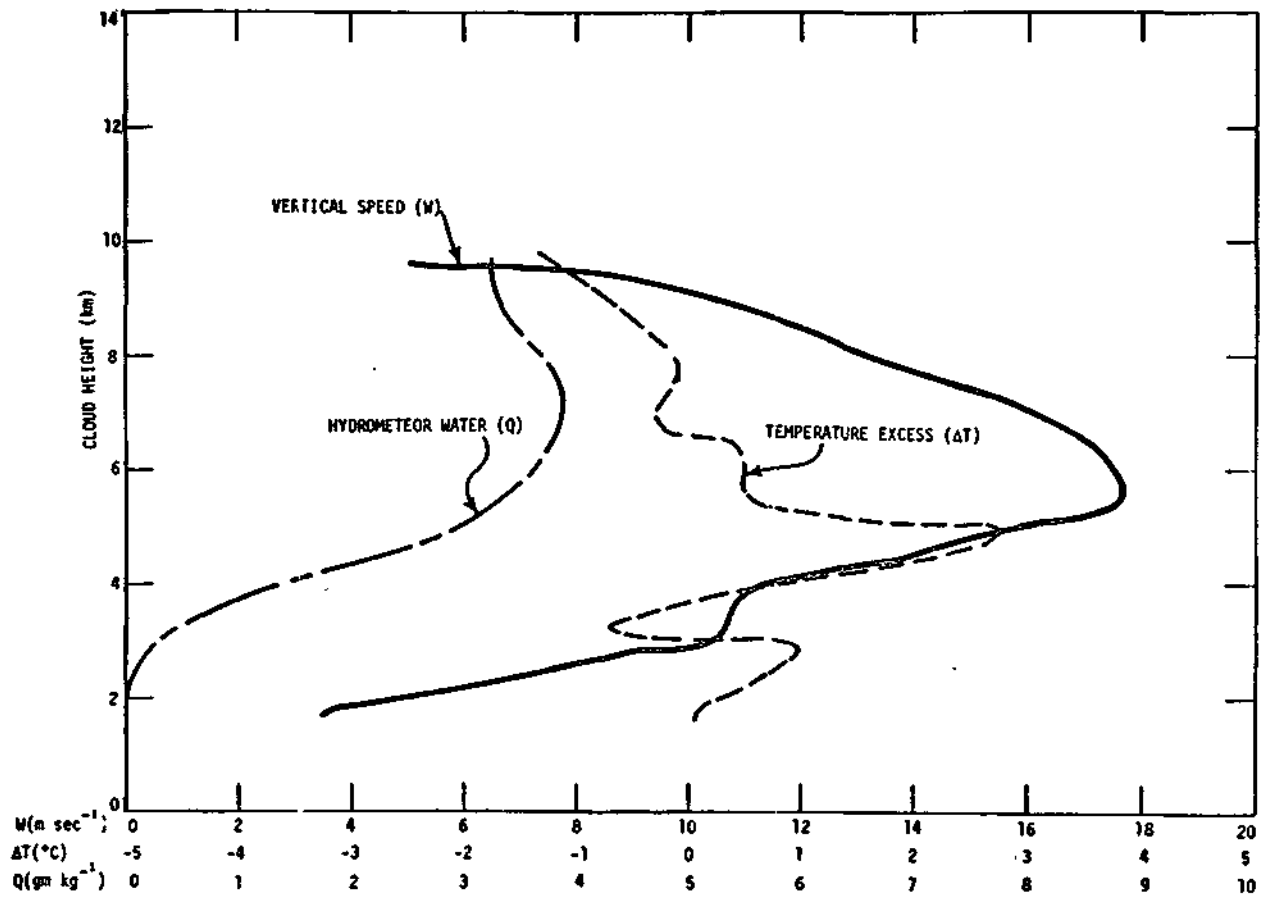 14
12
VERTICAL SPEED (W)
10
CLOUD HEIGHT (km)
8
HYDROMETEOR WATER (Q)
TEMPERATURE EXCESS (ΔT)
6
4
2
0
W(m sec⁻¹) 0 2 4 6 8 10 12 14 16 18 20
ΔT(°C) -5 -4 -3 -2 -1 0 1 2 3 4 5
Q(gm kg⁻¹) 0 1 2 3 4 5 6 7 8 9 10